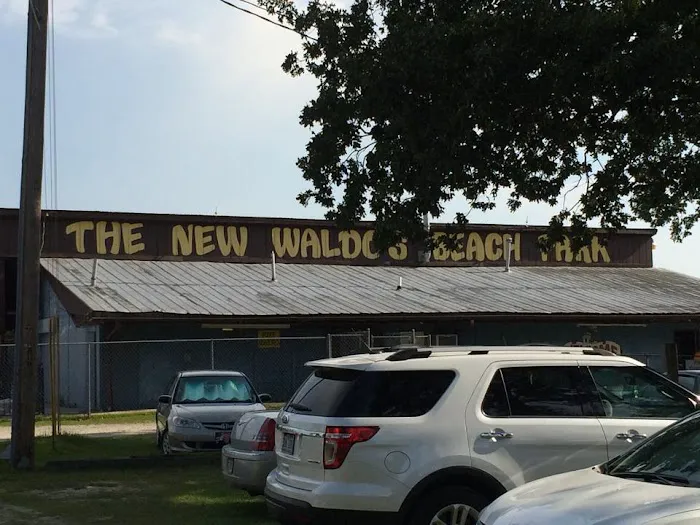 THE NEW WALDO'S BEACH PARK